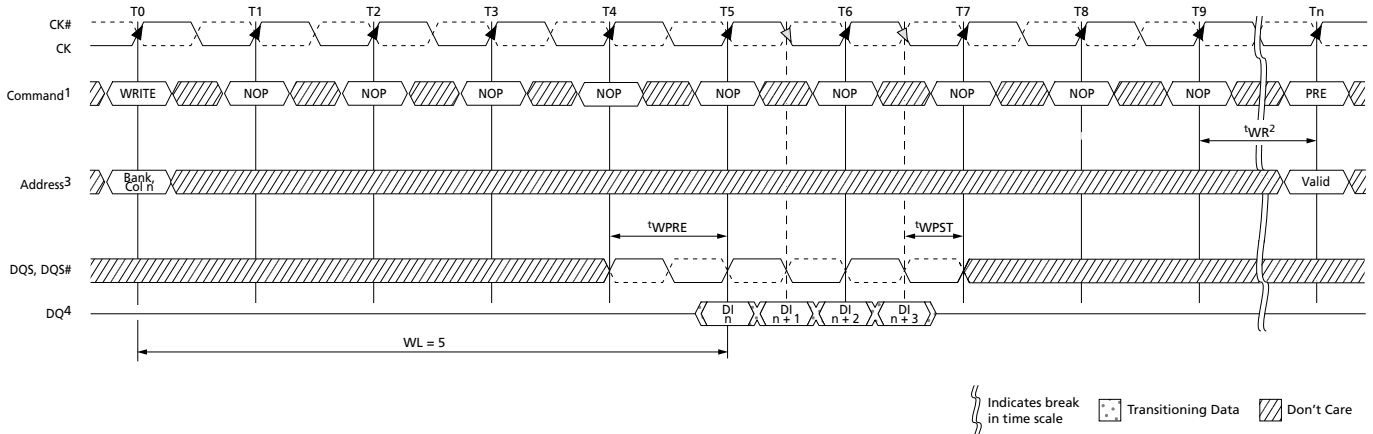 T0 T1 T2 T3 T4 T5 T6 T7 T8 T9 Tn
CK#
CK
Command1 WRITE NOP NOP NOP NOP NOP NOP NOP NOP NOP PRE
tWR2
Address3 Bank, Col n Valid
tWPRE tWPST
DQS, DQS#
DQ4 DI n DI n + 1 DI n + 2 DI n + 3
WL = 5
Indicates break in time scale
Transitioning Data
Don't Care